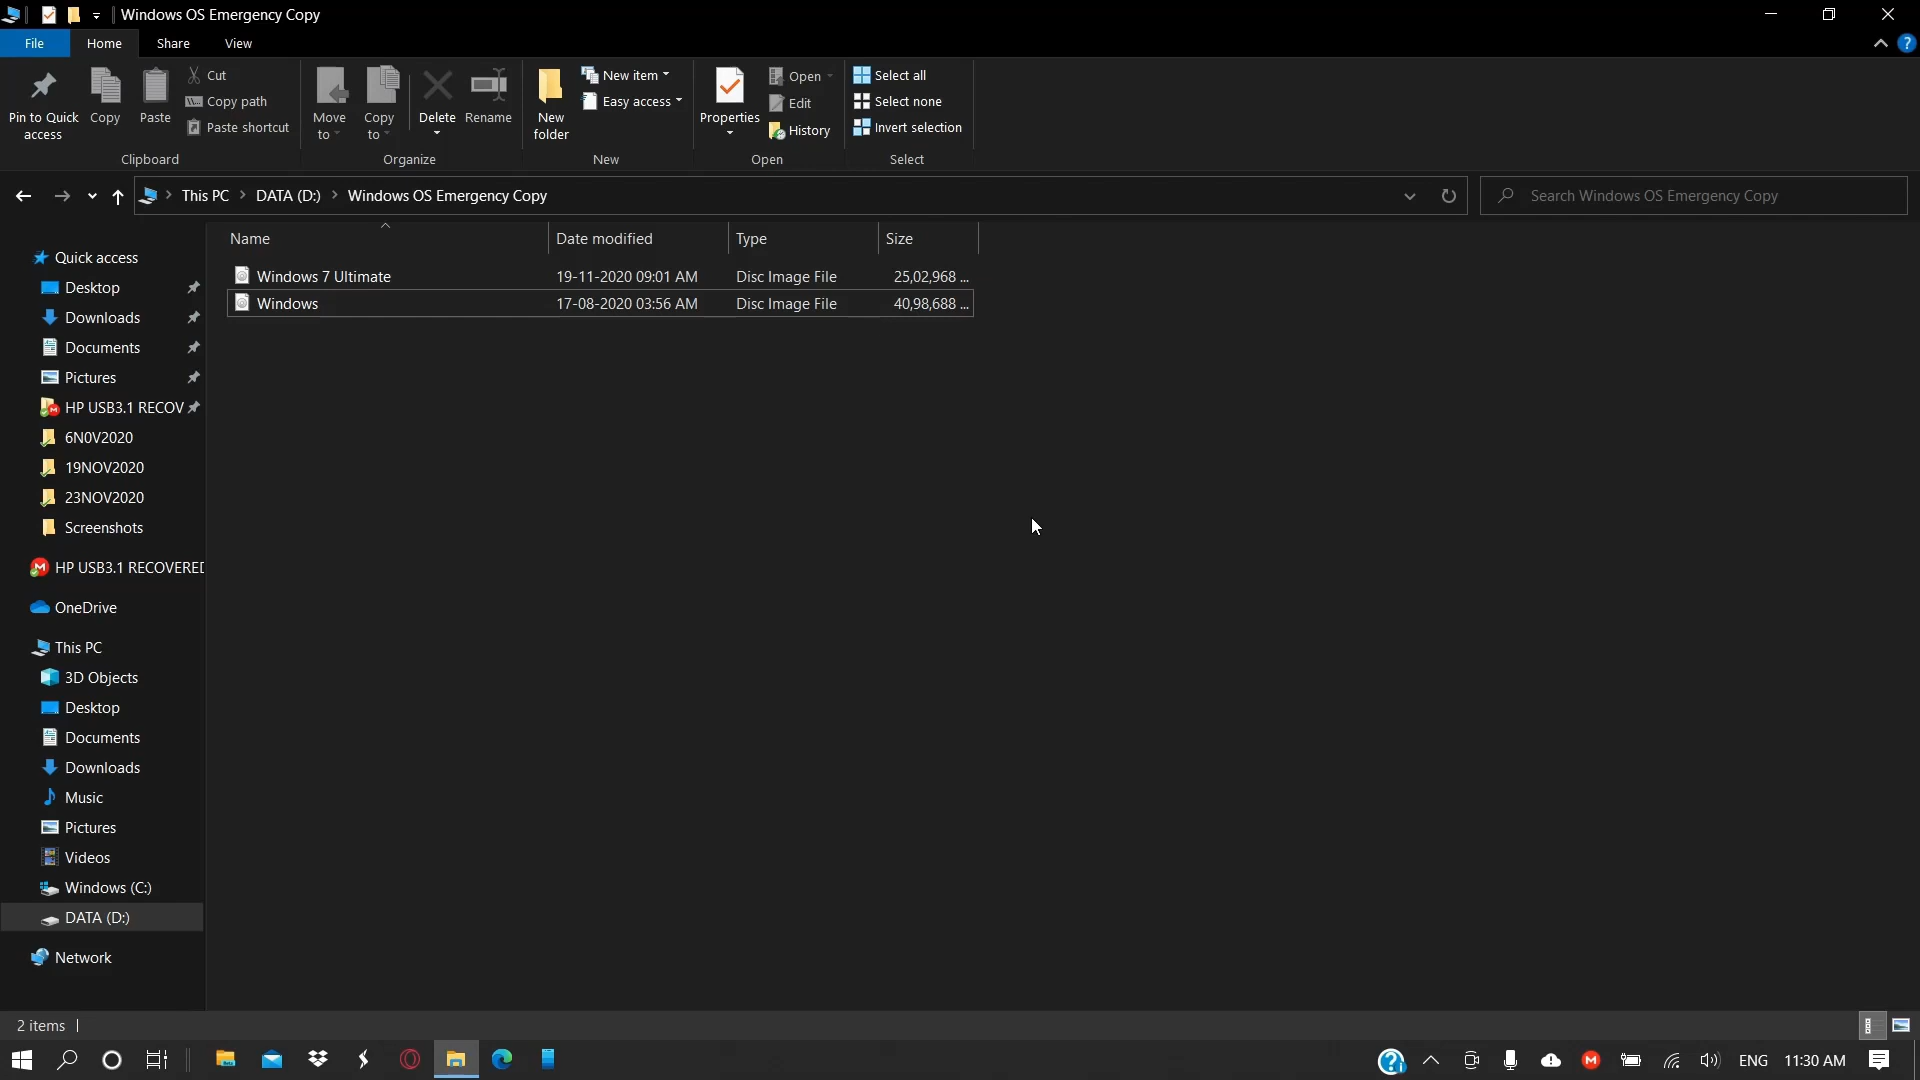 Windows OS Emergency Copy
File Home Share View
Pin to Quick access
Copy
Paste
Cut
Copy path
Paste shortcut
Clipboard
Move to
Copy to
Delete
Rename
Organize
New folder
New item
Easy access
New
Properties
Open
Edit
History
Open
Select all
Select none
Invert selection
Select
This PC DATA (D:) Windows OS Emergency Copy
Search Windows OS Emergency Copy
Name Date modified Type Size
Windows 7 Ultimate 19-11-2020 09:01 AM Disc Image File 25,02,968 ...
Windows 17-08-2020 03:56 AM Disc Image File 40,98,688 ...
Quick access
Desktop
Downloads
Documents
Pictures
HP USB3.1 RECOV
6N0V2020
19NOV2020
23NOV2020
Screenshots
HP USB3.1 RECOVERED
OneDrive
This PC
3D Objects
Desktop
Documents
Downloads
Music
Pictures
Videos
Windows (C:)
DATA (D:)
Network
2 items
ENG 11:30 AM